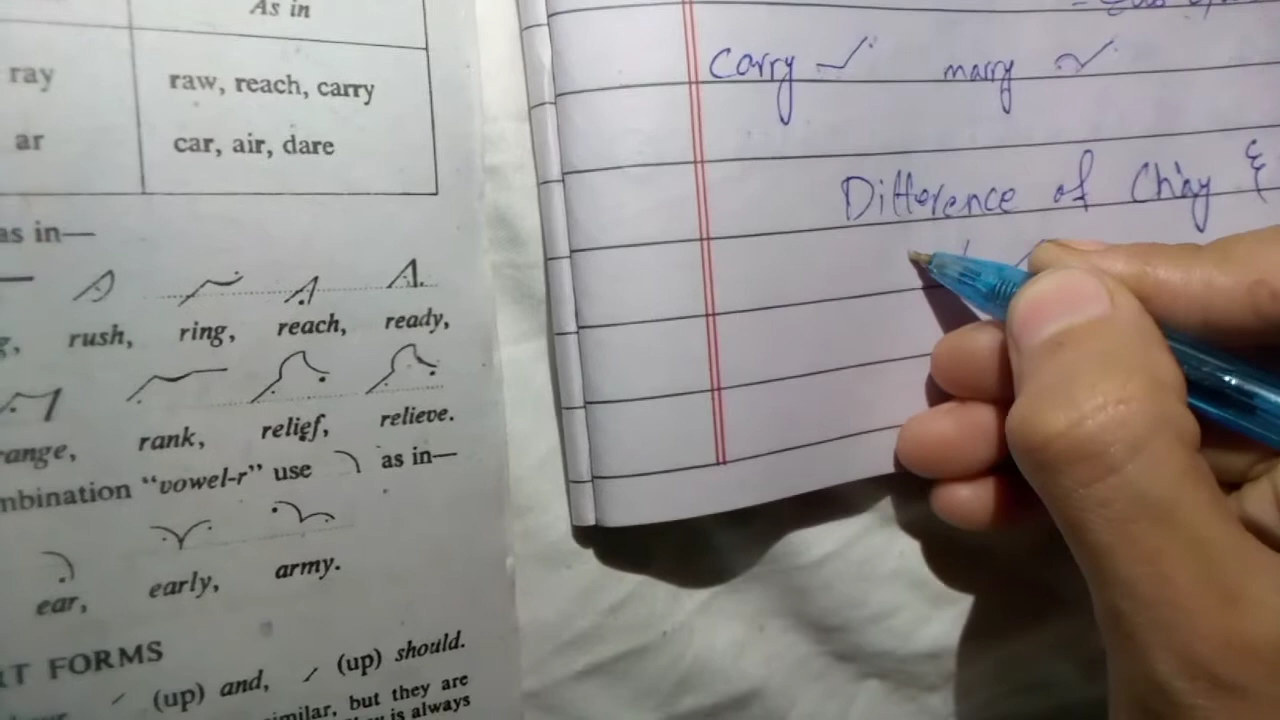 As in
ray raw, reach, carry
ar car, air, dare
as in—
rush, ring, reach, ready,
range, rank, relief, relieve.
"vowel-r" use as in—
ear, early, army.
FORMS
(up) and, (up) should.
but they are
is always
carry marry
Difference of Ch'ay &